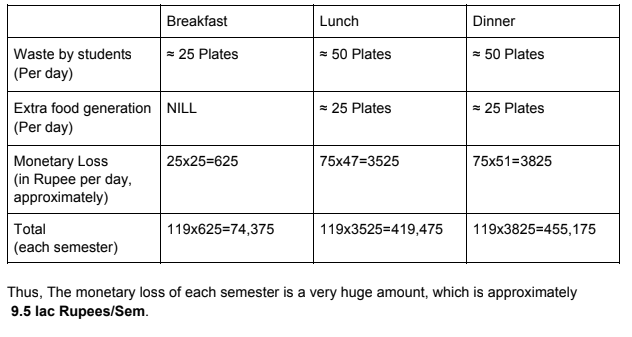 Breakfast Lunch Dinner
Waste by students ≈ 25 Plates ≈ 50 Plates ≈ 50 Plates
(Per day)
Extra food generation NILL ≈ 25 Plates ≈ 25 Plates
(Per day)
Monetary Loss 25x25=625 75x47=3525 75x51=3825
(in Rupee per day,
approximately)
Total 119x625=74,375 119x3525=419,475 119x3825=455,175
(each semester)
Thus, The monetary loss of each semester is a very huge amount, which is approximately
9.5 lac Rupees/Sem.